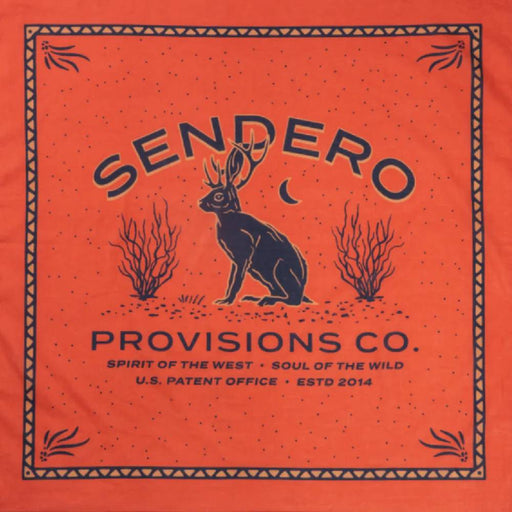 SENDERO
PROVISIONS CO.
SPIRIT OF THE WEST · SOUL OF THE WILD
U.S. PATENT OFFICE · ESTD 2014